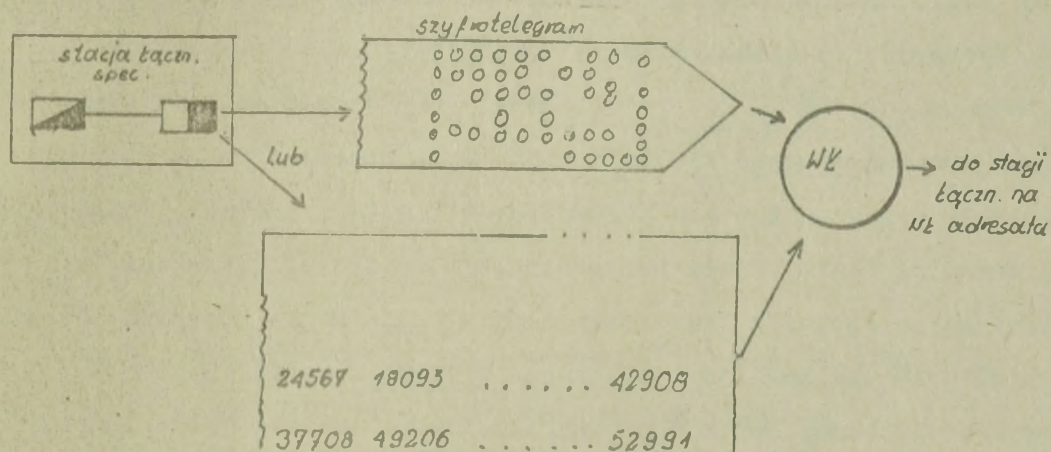 szyfrotelegram
stacja łączn.
spec.
lub
WŁ
do stacji
łączn. na
WŁ adresata
24567 18093 . . . . . . 42908
37708 49206 . . . . . . 52991